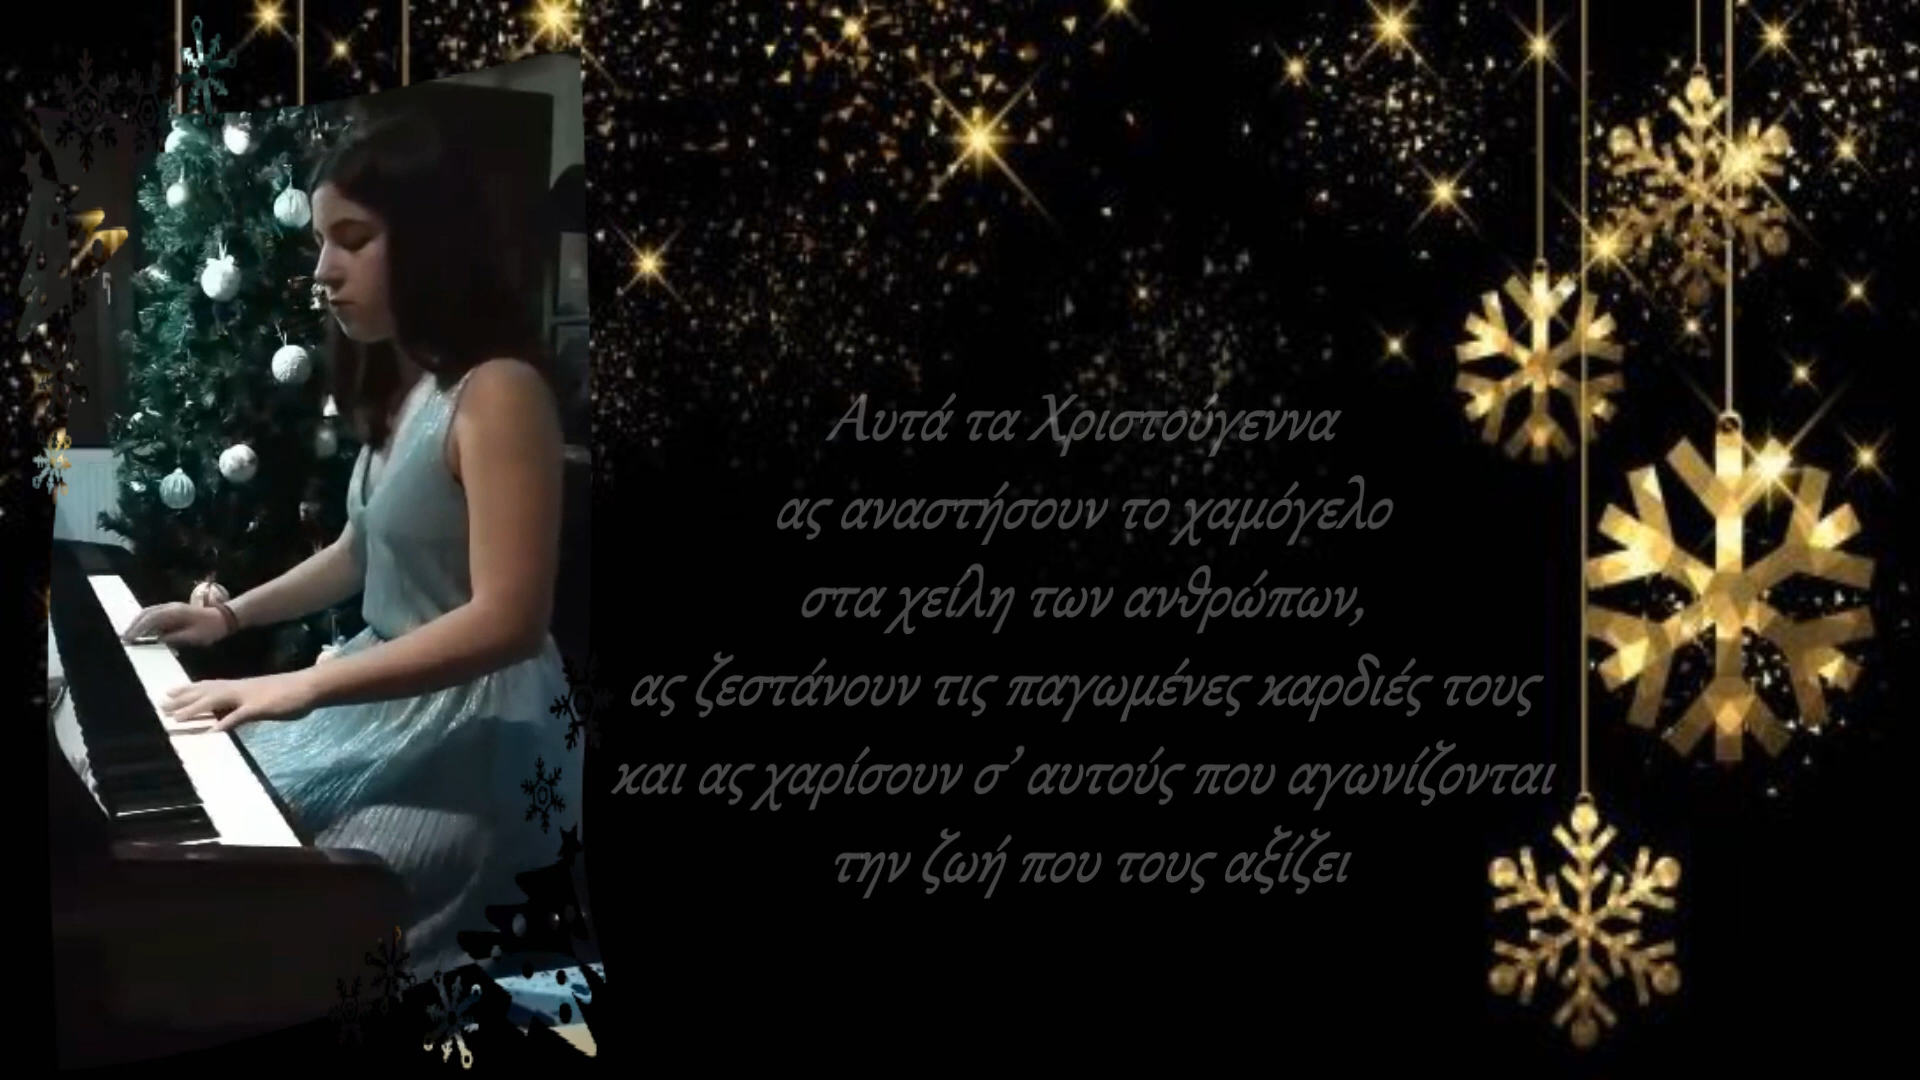 Αυτά τα Χριστούγεννα
ας αναστήσουν το χαμόγελο
στα χείλη των ανθρώπων,
ας ζεστάνουν τις παγωμένες καρδιές τους
και ας χαρίσουν σ’ αυτούς που αγωνίζονται
την ζωή που τους αξίζει